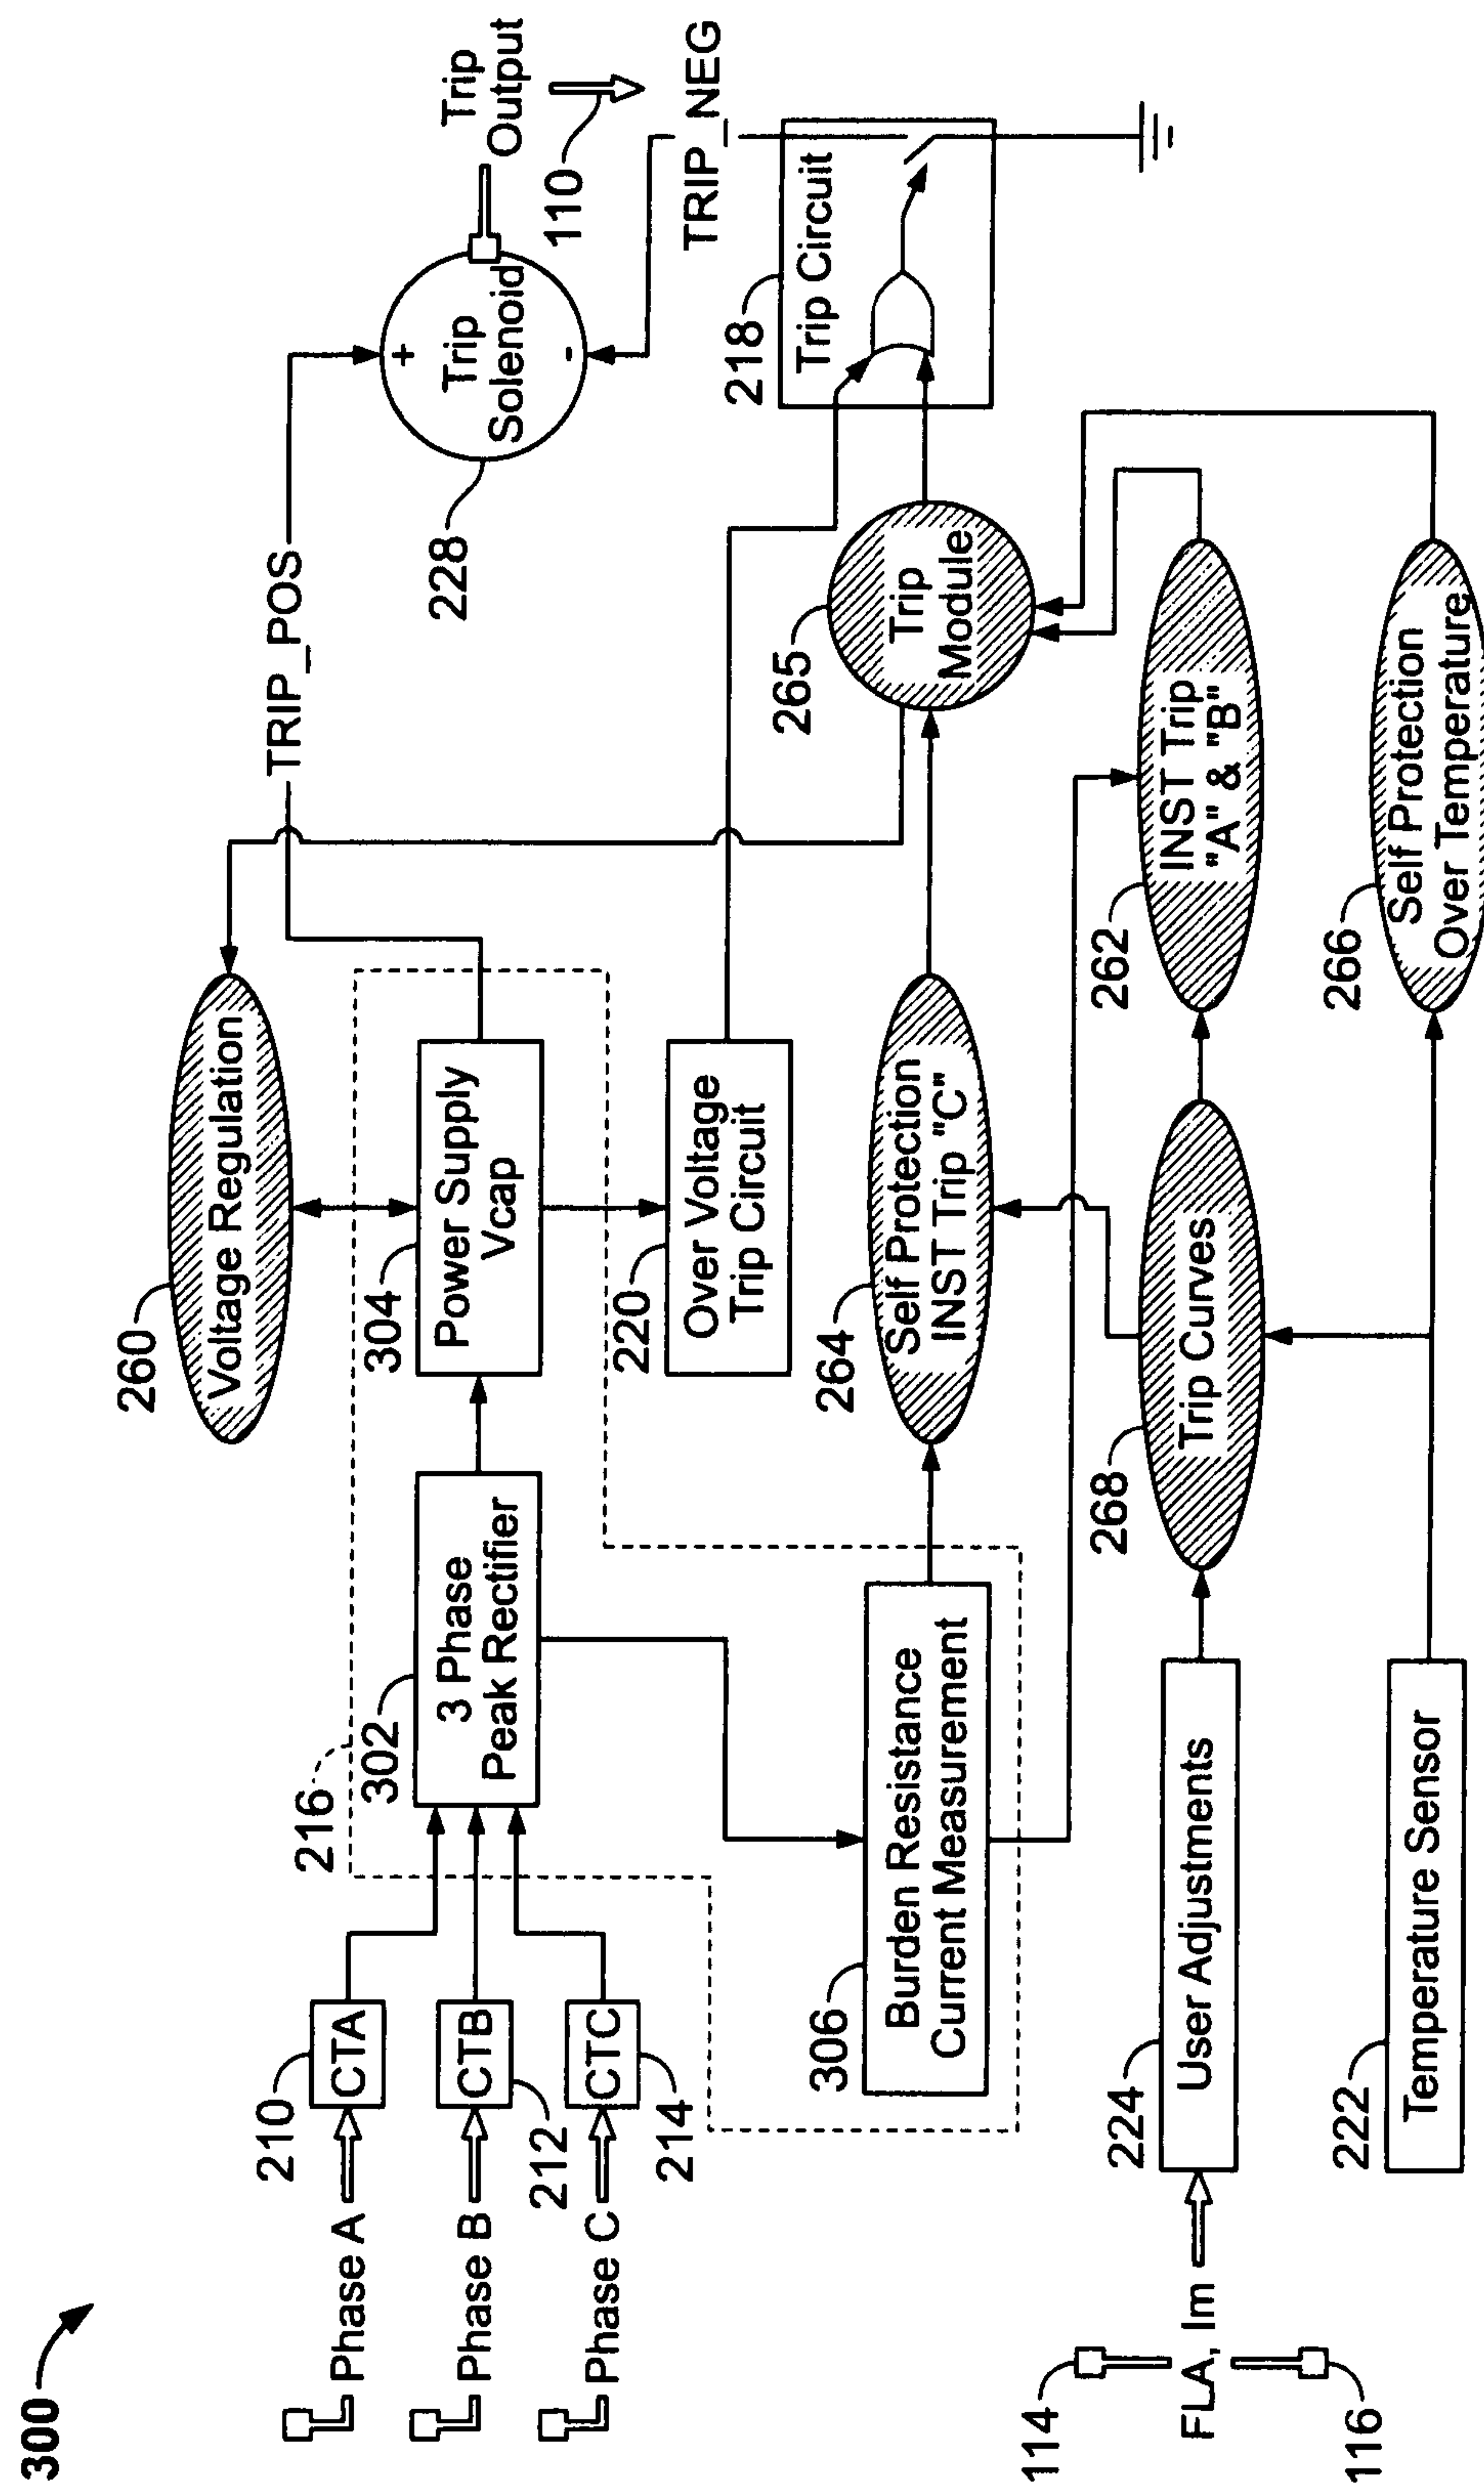 300
Phase A
Phase B
Phase C
210
CTA
CTB
212
CTC
214
216
302
3 Phase
Peak Rectifier
260
Voltage Regulation
304
Power Supply
Vcap
220
Over Voltage
Trip Circuit
TRIP_POS
228
+
Trip
Solenoid
-
Trip
Output
110
TRIP_NEG
218
Trip Circuit
265
Trip
Module
306
Burden Resistance
Current Measurement
264
Self Protection
INST Trip "C"
114
FLA, Im
116
224
User Adjustments
268
Trip Curves
262
INST Trip
"A" & "B"
222
Temperature Sensor
266
Self Protection
Over Temperature